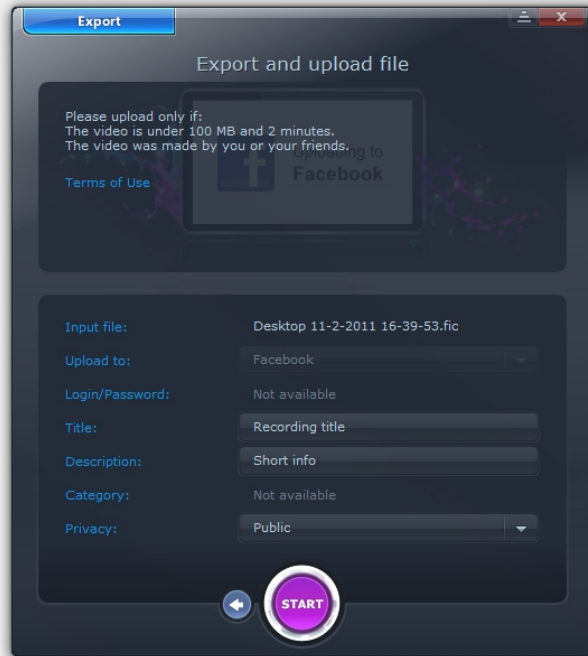 Export
Export and upload file
Please upload only if:
The video is under 100 MB and 2 minutes.
The video was made by you or your friends.
Uploading to
Facebook
Terms of Use
Input file: Desktop 11-2-2011 16-39-53.fic
Upload to: Facebook
Login/Password: Not available
Title: Recording title
Description: Short info
Category: Not available
Privacy: Public
START